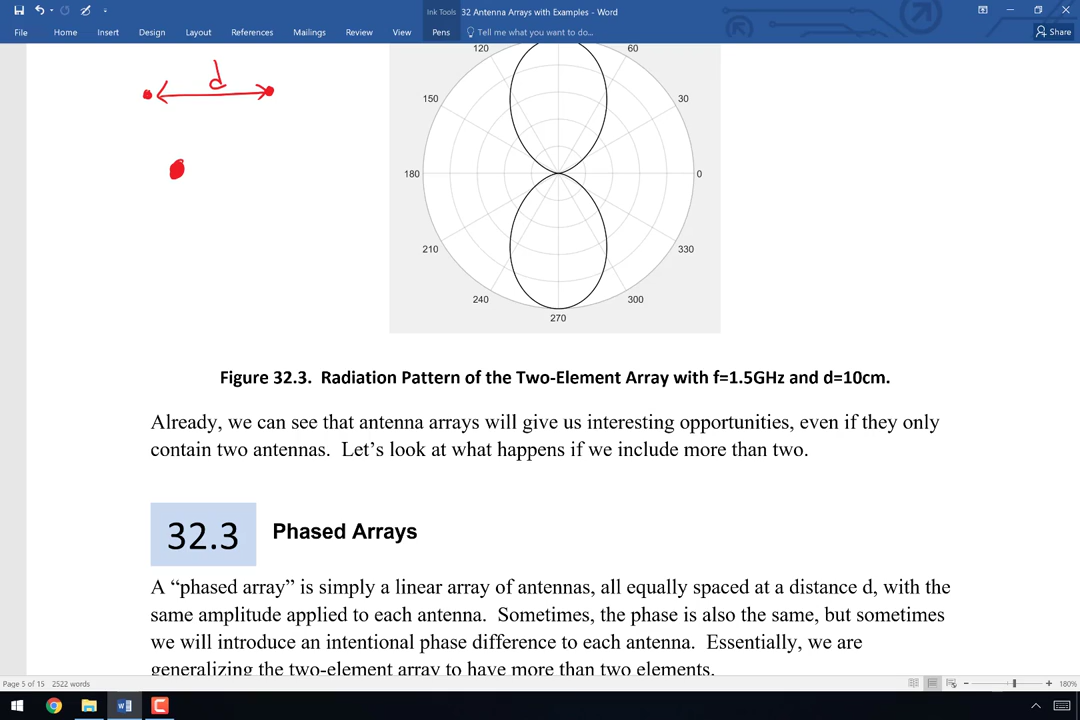 Ink Tools
32 Antenna Arrays with Examples - Word
File Home Insert Design Layout References Mailings Review View Pens Tell me what you want to do... Share
d
120 60
150 30
180 0
210 330
240 300
270
Figure 32.3. Radiation Pattern of the Two-Element Array with f=1.5GHz and d=10cm.
Already, we can see that antenna arrays will give us interesting opportunities, even if they only
contain two antennas. Let’s look at what happens if we include more than two.
32.3 Phased Arrays
A “phased array” is simply a linear array of antennas, all equally spaced at a distance d, with the
same amplitude applied to each antenna. Sometimes, the phase is also the same, but sometimes
we will introduce an intentional phase difference to each antenna. Essentially, we are
generalizing the two-element array to have more than two elements.
Page 5 of 15 2522 words 180%